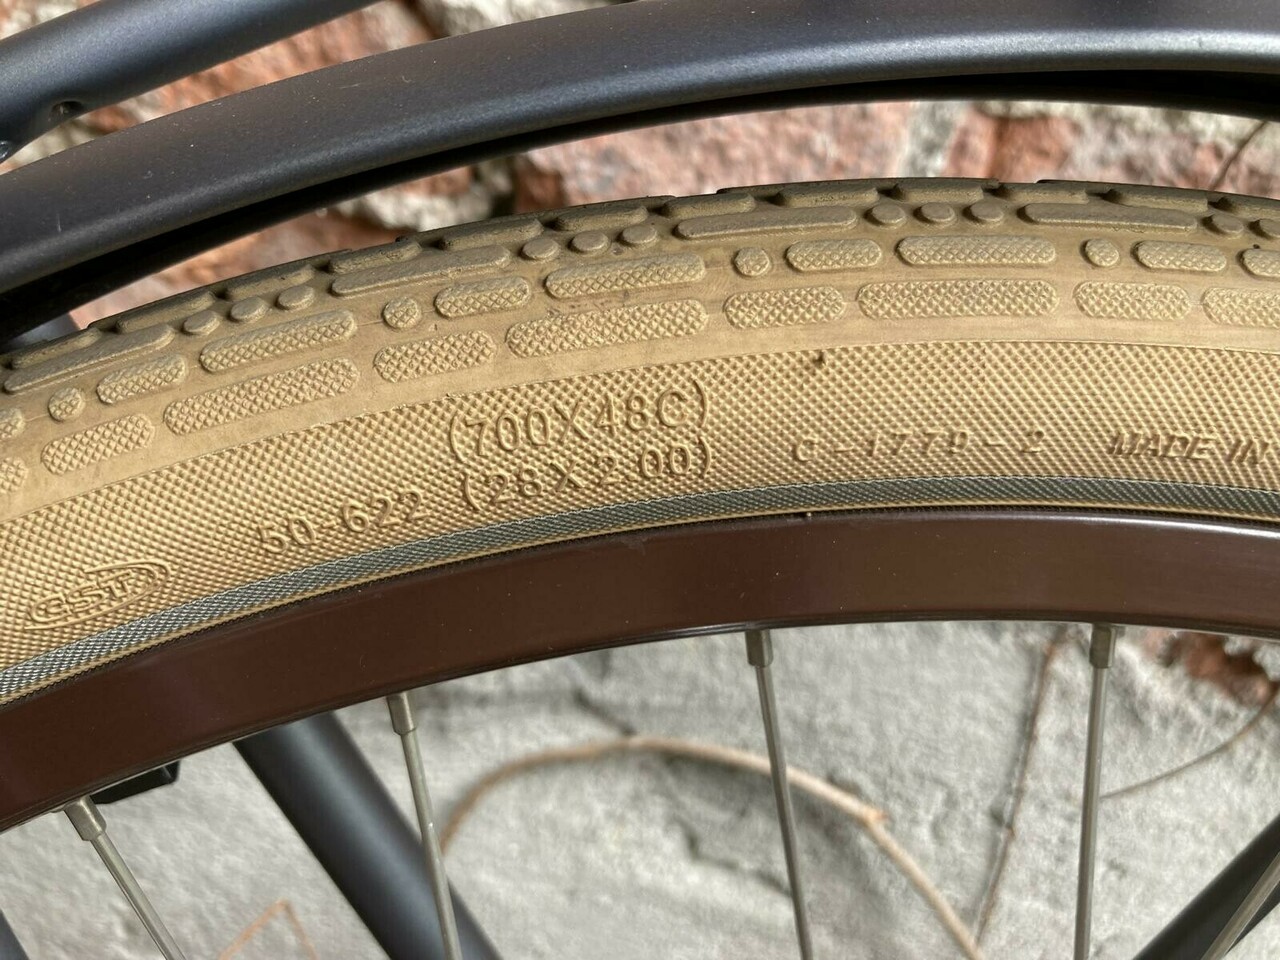 (700X48C)
50-622 (28X2.00)
C-1779-2
MADE IN
CST